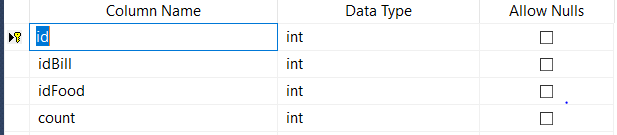 Column Name Data Type Allow Nulls
id int
idBill int
idFood int
count int